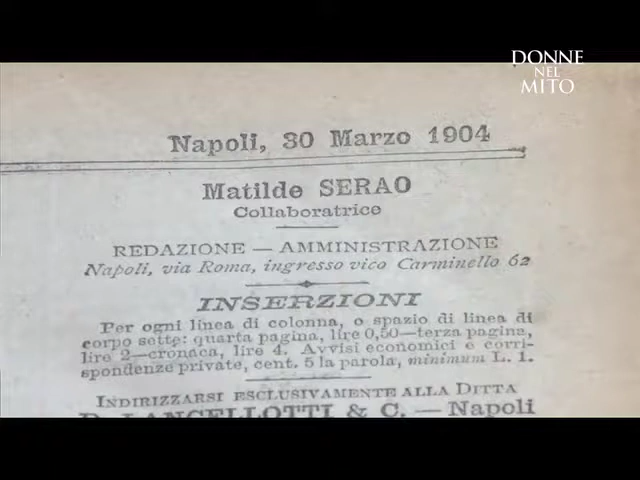 DONNE
NEL
MITO
Napoli, 30 Marzo 1904
Matilde SERAO
Collaboratrice
REDAZIONE — AMMINISTRAZIONE
Napoli, via Roma, ingresso vico Carminello 62
INSERZIONI
Per ogni linea di colonna, o spazio di linea di
corpo sette: quarta pagina, lire 0,50—terza pagina,
lire 2—cronaca, lire 4. Avvisi economici e corri-
spondenze private, cent. 5 la parola, minimum L. 1.
INDIRIZZARSI ESCLUSIVAMENTE ALLA DITTA
LANCELLOTTI & C. — Napoli